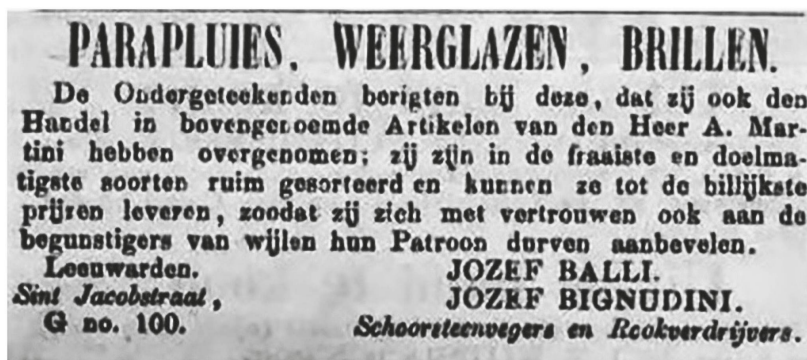 PARAPLUIES, WEERGLAZEN, BRILLEN.
De Ondergeteekenden berigten bij deze, dat zij ook den
Handel in bovengenoemde Artikelen van den Heer A. Mar-
tini hebben overgenomen; zij zijn in de fraaiste en doelma-
tigste soorten ruim gesorteerd en kunnen ze tot de billijkste
prijzen leveren, zoodat zij zich met vertrouwen ook aan de
begunstigers van wijlen hun Patroon durven aanbevelen.
Leeuwarden. JOZEF BALLI.
Sint Jacobstraat, JOZEF BIGNUDINI.
G no. 100. Schoorsteenvegers en Rookverdrijvers.